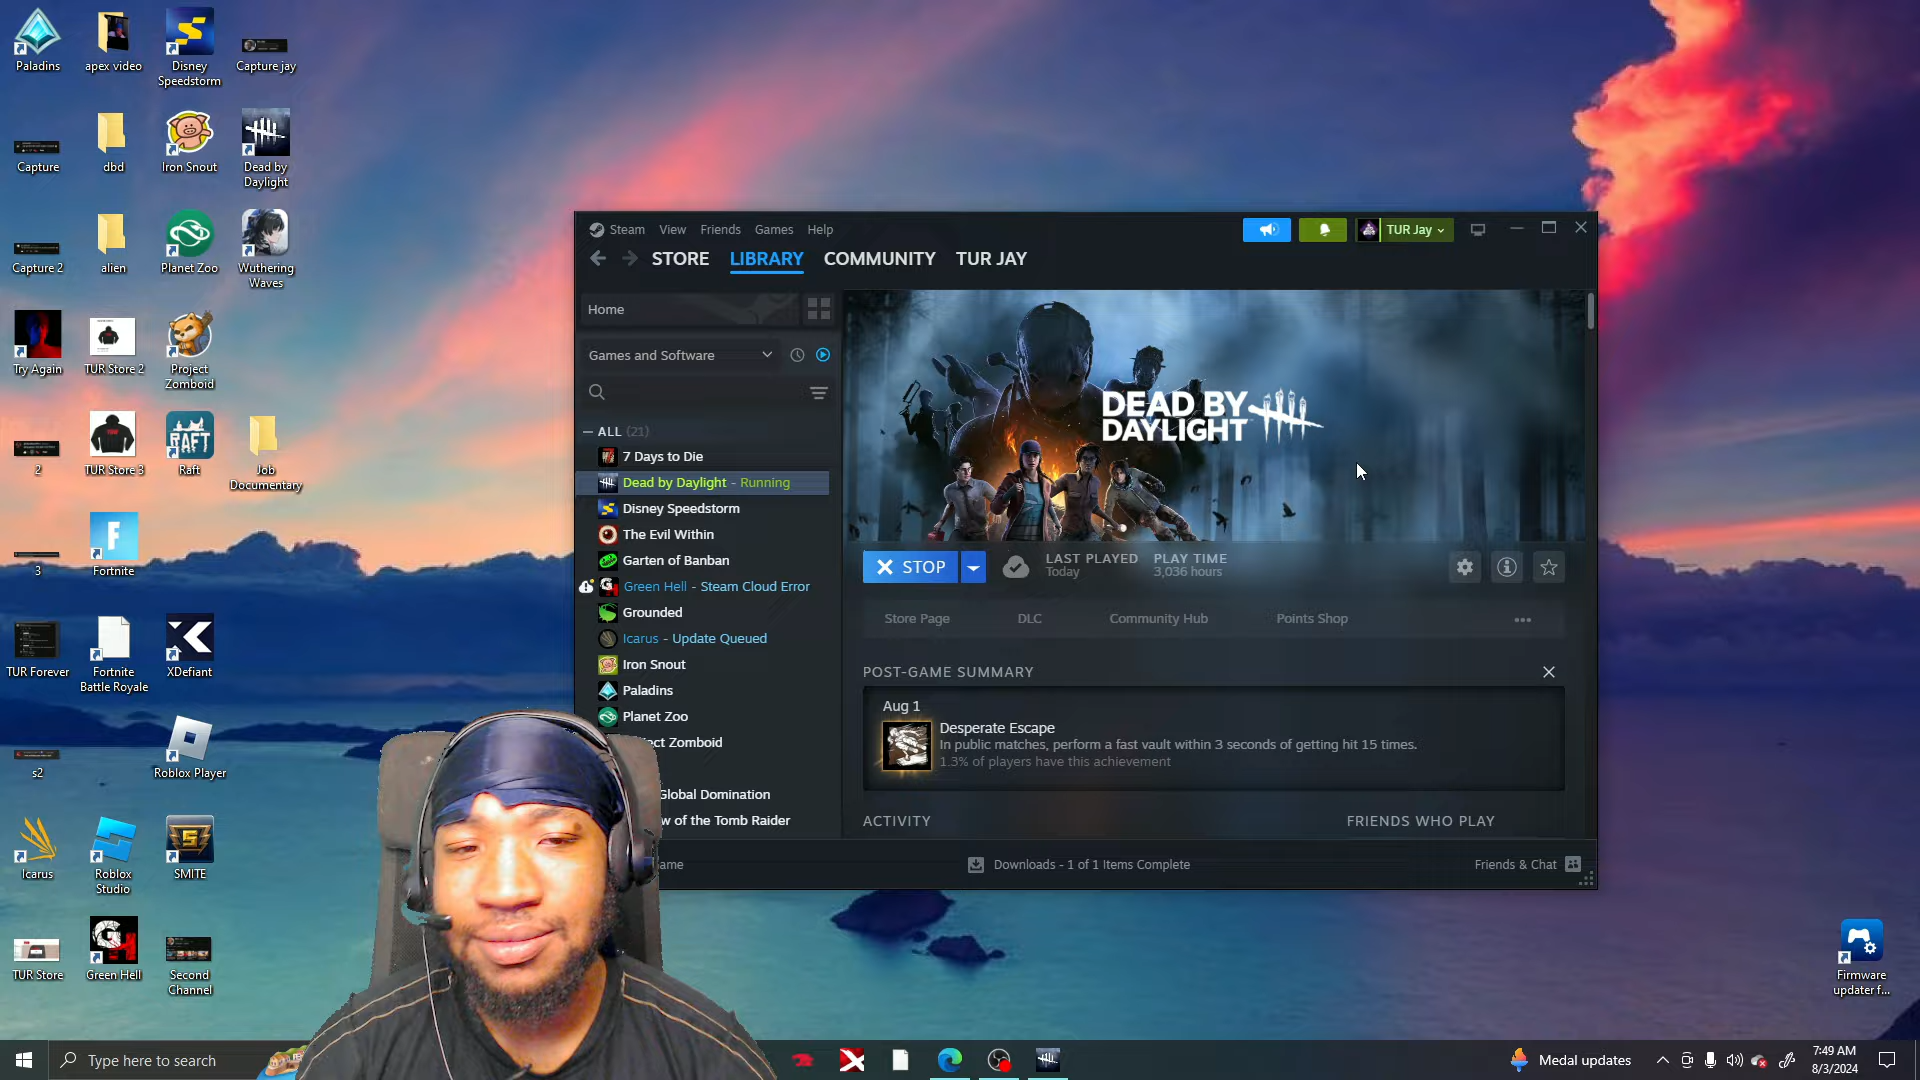 Paladins
apex video
Disney
Speedstorm
Capture jay
Capture
dbd
Iron Snout
Dead by
Daylight
Capture 2
alien
Planet Zoo
Wuthering
Waves
Try Again
TUR Store 2
Project
Zomboid
2
TUR Store 3
RAFT
Raft
Job
Documentary
3
F
Fortnite
TUR Forever
Fortnite
Battle Royale
XDefiant
s2
Roblox Player
Icarus
Roblox
Studio
SMITE
TUR Store
Green Hell
Second
Channel
Steam View Friends Games Help
TUR Jay
STORE LIBRARY COMMUNITY TUR JAY
Home
Games and Software
— ALL (21)
7 Days to Die
Dead by Daylight - Running
Disney Speedstorm
The Evil Within
Garten of Banban
Green Hell - Steam Cloud Error
Grounded
Icarus - Update Queued
Iron Snout
Paladins
Planet Zoo
ect Zomboid
Global Domination
w of the Tomb Raider
ame
DEAD BY
DAYLIGHT
STOP
LAST PLAYED
Today
PLAY TIME
3,036 hours
Store Page DLC Community Hub Points Shop
POST-GAME SUMMARY
Aug 1
Desperate Escape
In public matches, perform a fast vault within 3 seconds of getting hit 15 times.
1.3% of players have this achievement
ACTIVITY
FRIENDS WHO PLAY
Downloads - 1 of 1 Items Complete
Friends & Chat
Firmware
updater f...
Type here to search
Medal updates
7:49 AM
8/3/2024